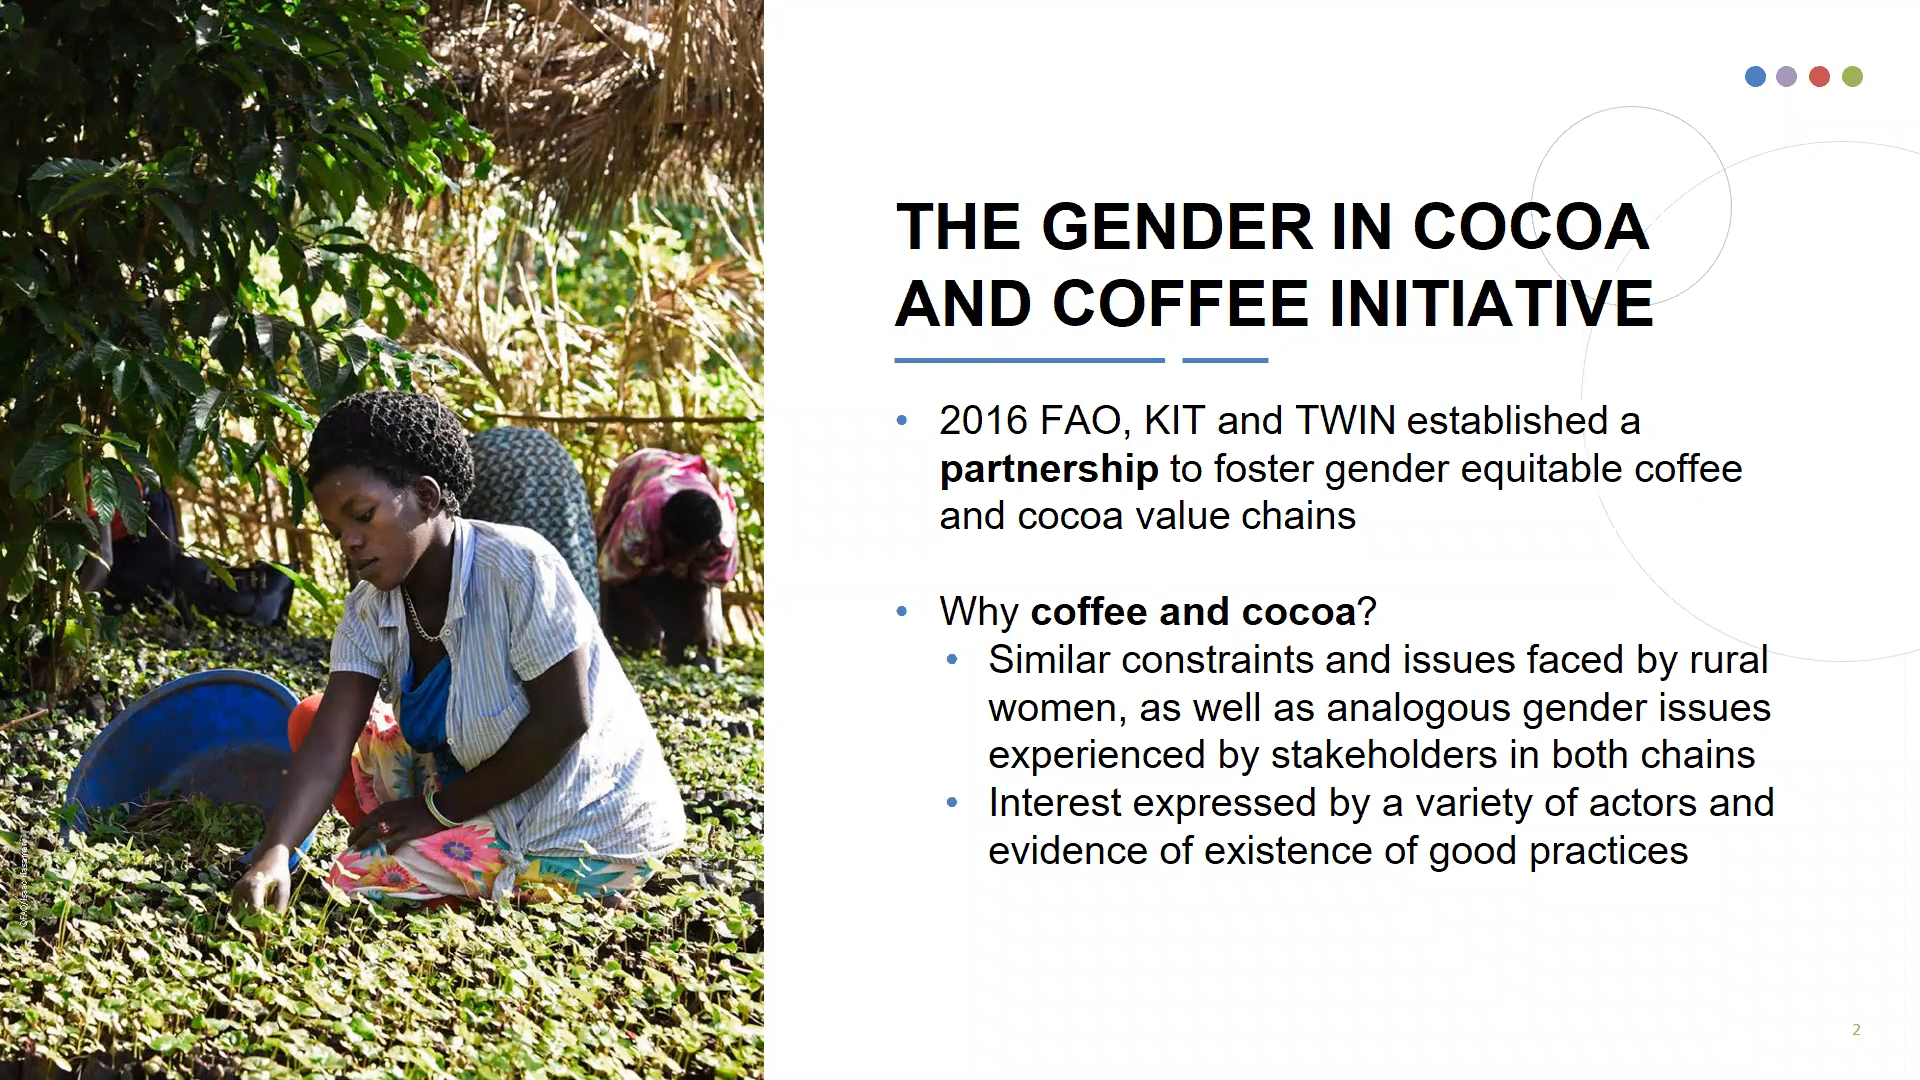 THE GENDER IN COCOA
AND COFFEE INITIATIVE
• 2016 FAO, KIT and TWIN established a
partnership to foster gender equitable coffee
and cocoa value chains
• Why coffee and cocoa?
• Similar constraints and issues faced by rural
women, as well as analogous gender issues
experienced by stakeholders in both chains
• Interest expressed by a variety of actors and
evidence of existence of good practices
2